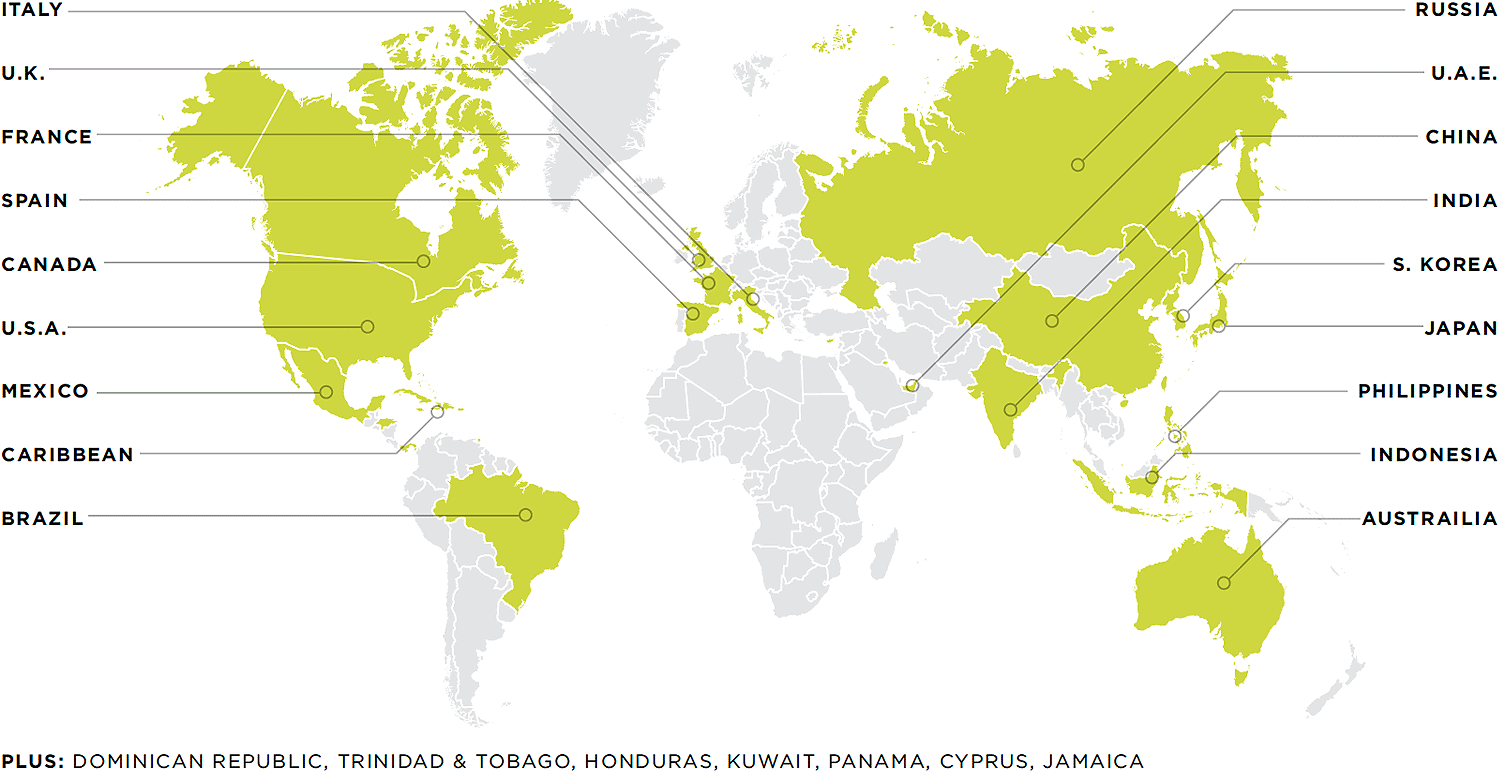 ITALY
U.K.
FRANCE
SPAIN
CANADA
U.S.A.
MEXICO
CARIBBEAN
BRAZIL
RUSSIA
U.A.E.
CHINA
INDIA
S. KOREA
JAPAN
PHILIPPINES
INDONESIA
AUSTRAILIA
PLUS: DOMINICAN REPUBLIC, TRINIDAD & TOBAGO, HONDURAS, KUWAIT, PANAMA, CYPRUS, JAMAICA